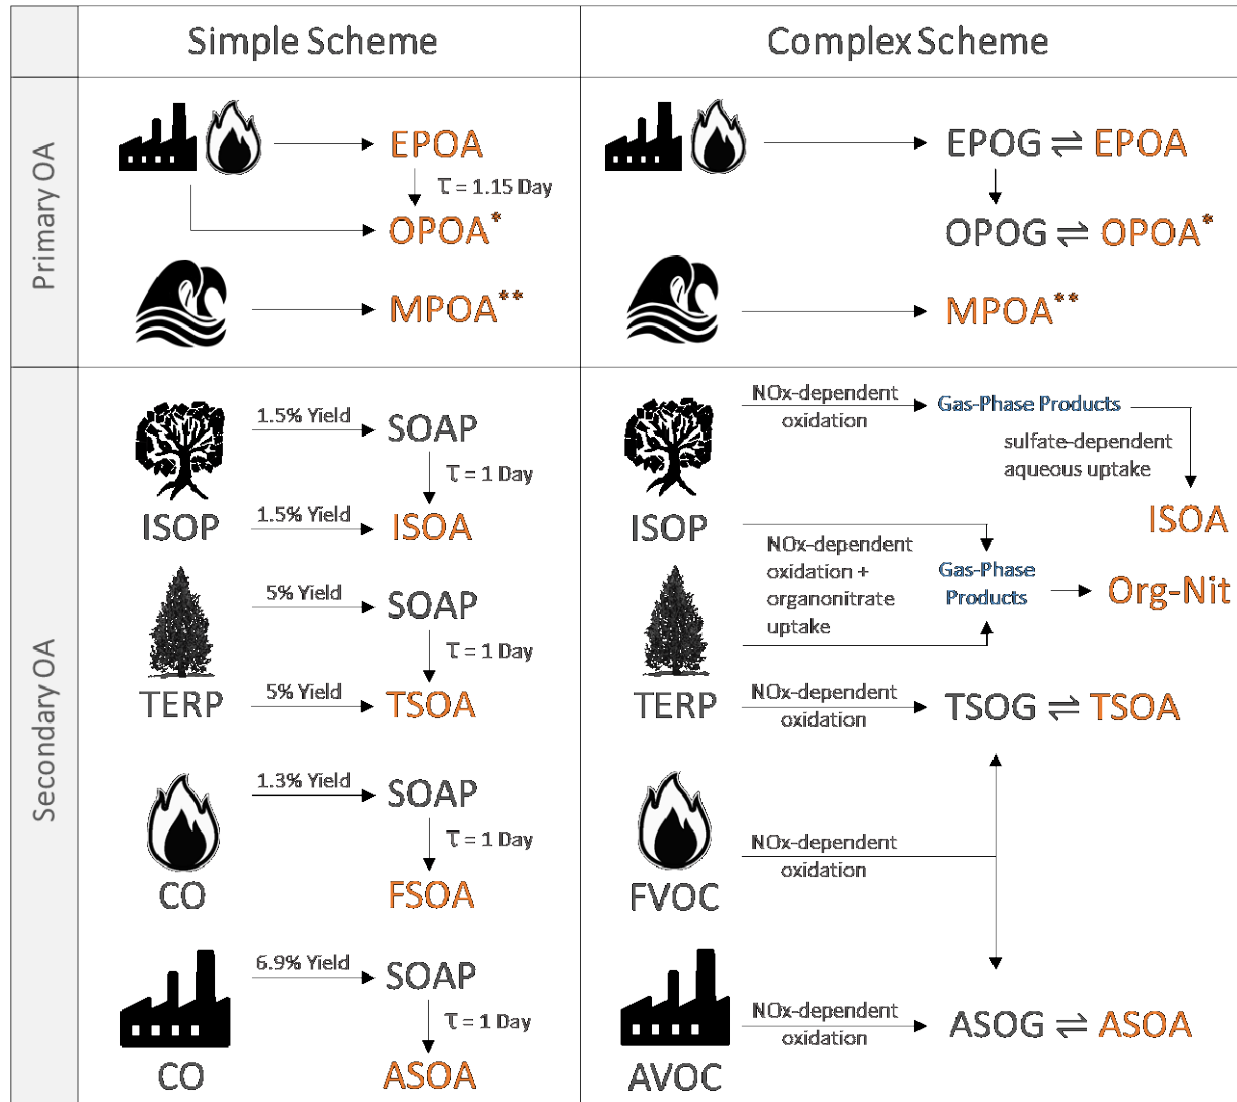 Simple Scheme
Complex Scheme
Primary OA
EPOA
τ = 1.15 Day
OPOA*
MPOA**
EPOG ⇌ EPOA
OPOG ⇌ OPOA*
MPOA**
Secondary OA
1.5% Yield
SOAP
τ = 1 Day
1.5% Yield
ISOP
ISOA
5% Yield
SOAP
τ = 1 Day
5% Yield
TERP
TSOA
1.3% Yield
SOAP
τ = 1 Day
CO
FSOA
6.9% Yield
SOAP
τ = 1 Day
CO
ASOA
NOx-dependent
oxidation
Gas-Phase Products
sulfate-dependent
aqueous uptake
ISOA
ISOP
NOx-dependent
oxidation +
organonitrate
uptake
Gas-Phase
Products
Org-Nit
TERP
NOx-dependent
oxidation
TSOG ⇌ TSOA
NOx-dependent
oxidation
FVOC
NOx-dependent
oxidation
ASOG ⇌ ASOA
AVOC